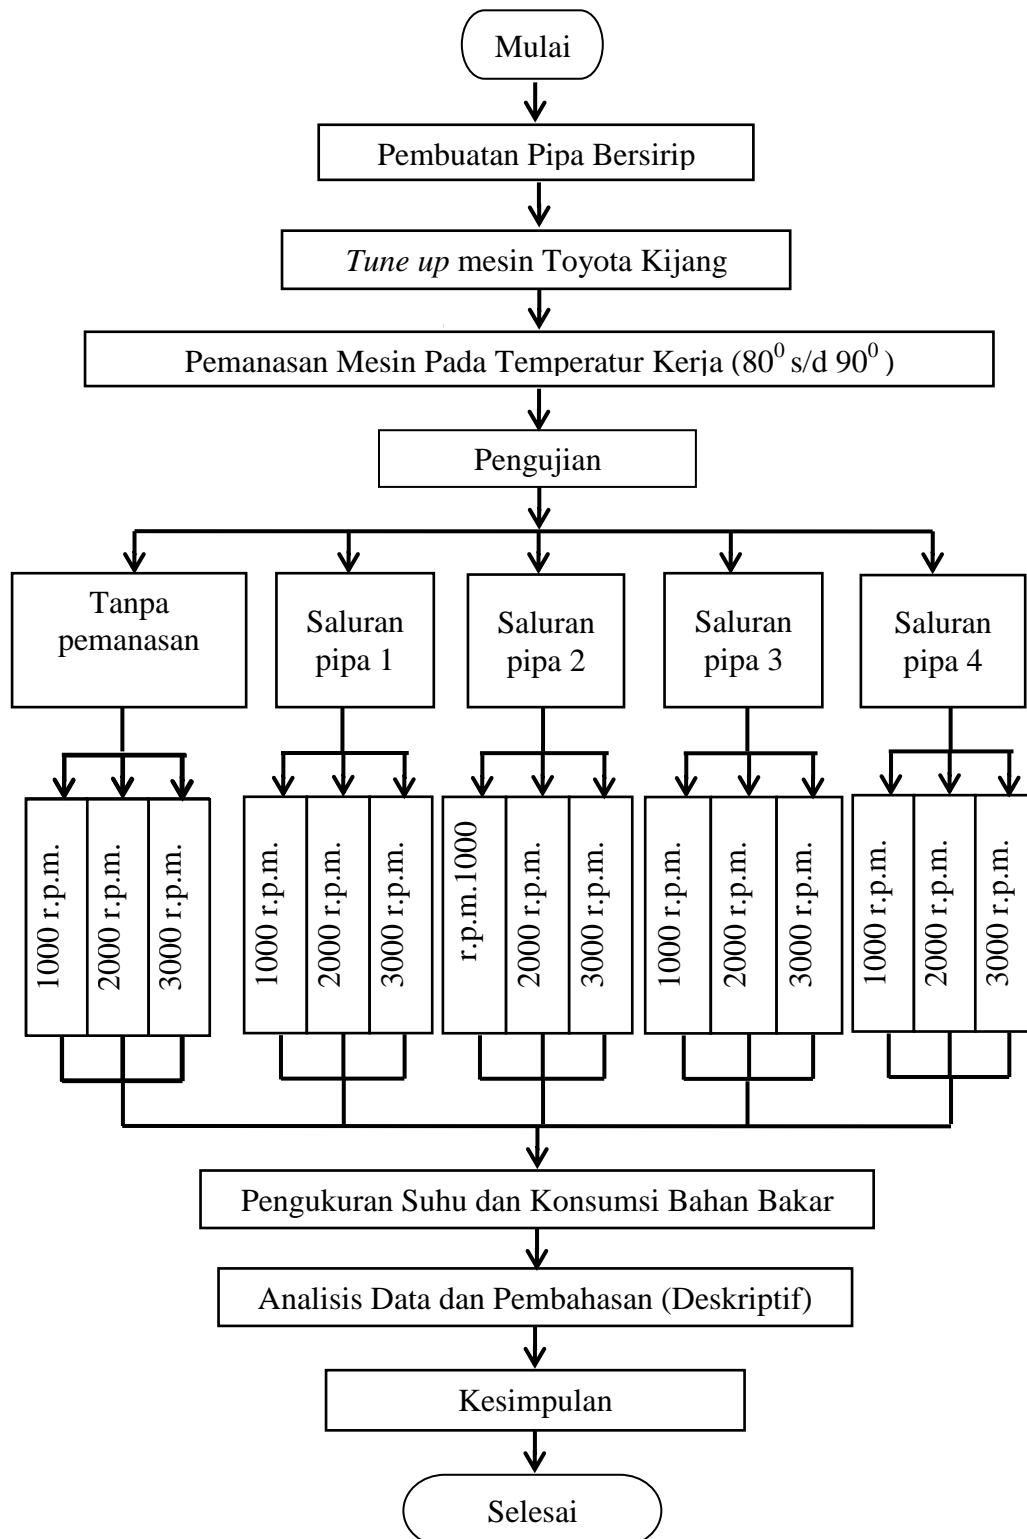 Mulai
Pembuatan Pipa Bersirip
Tune up mesin Toyota Kijang
Pemanasan Mesin Pada Temperatur Kerja (80⁰ s/d 90⁰ )
Pengujian
Tanpa
pemanasan
Saluran
pipa 1
Saluran
pipa 2
Saluran
pipa 3
Saluran
pipa 4
1000 r.p.m.
2000 r.p.m.
3000 r.p.m.
1000 r.p.m.
2000 r.p.m.
3000 r.p.m.
r.p.m.1000
2000 r.p.m.
3000 r.p.m.
1000 r.p.m.
2000 r.p.m.
3000 r.p.m.
1000 r.p.m.
2000 r.p.m.
3000 r.p.m.
Pengukuran Suhu dan Konsumsi Bahan Bakar
Analisis Data dan Pembahasan (Deskriptif)
Kesimpulan
Selesai